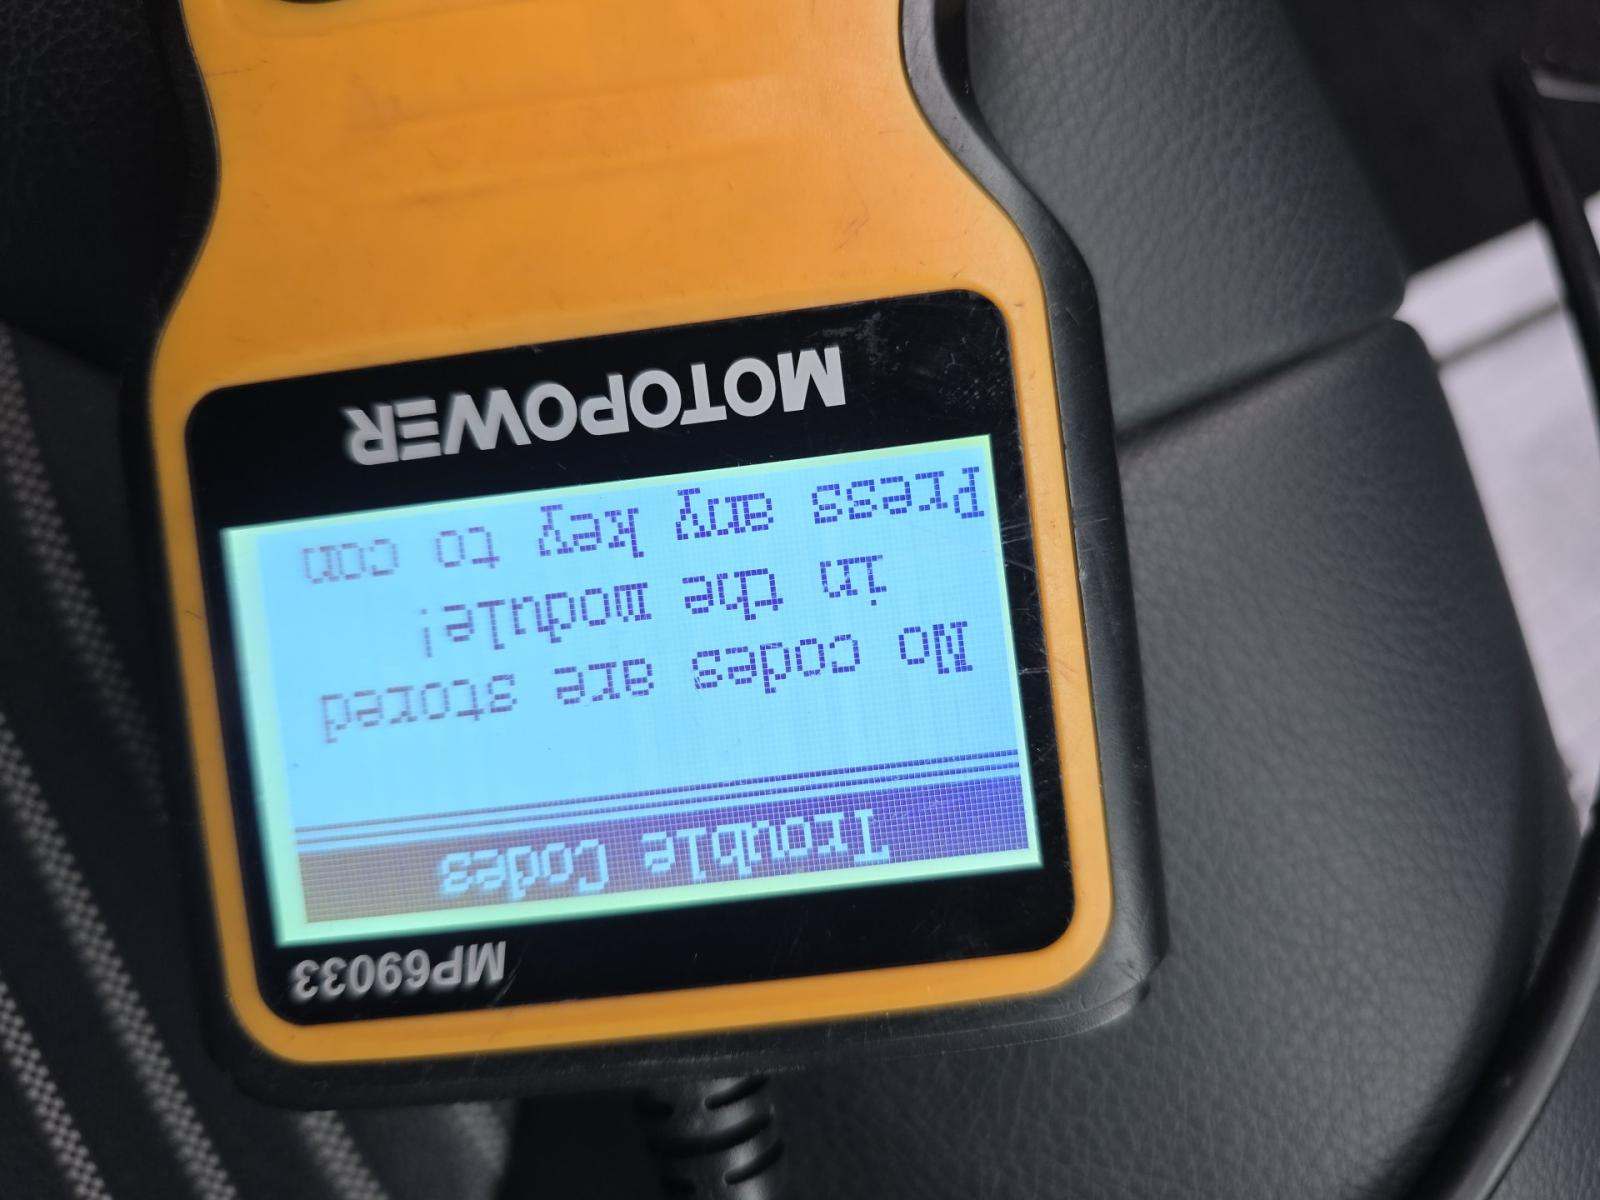 MP69033
Trouble Codes
No codes are stored
in the module!
Press any key to con
MOTOPOWER